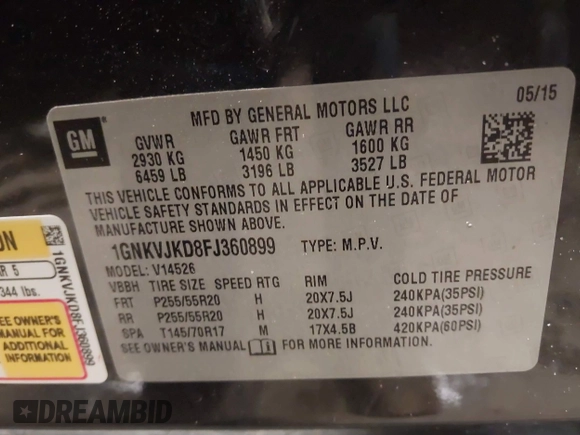 05/15
MFD BY GENERAL MOTORS LLC
GM
GVWR GAWR FRT GAWR RR
2930 KG 1450 KG 1600 KG
6459 LB 3196 LB 3527 LB
THIS VEHICLE CONFORMS TO ALL APPLICABLE U.S. FEDERAL MOTOR
VEHICLE SAFETY STANDARDS IN EFFECT ON THE DATE OF
MANUFACTURE SHOWN ABOVE.
1GNKVJKD8FJ360899 TYPE: M.P.V.
MODEL: V14526
VBBH TIRE SIZE SPEED RTG RIM COLD TIRE PRESSURE
FRT P255/55R20 H 20X7.5J 240KPA(35PSI)
RR P255/55R20 H 20X7.5J 240KPA(35PSI)
SPA T145/70R17 M 17X4.5B 420KPA(60PSI)
SEE OWNER'S MANUAL FOR MORE INFORMATION.
ON
R 5
344 lbs.
SEE OWNER'S
MANUAL FOR
ADDITIONAL
INFORMATION
1GNKVJKD8FJ360899
DREAMBID